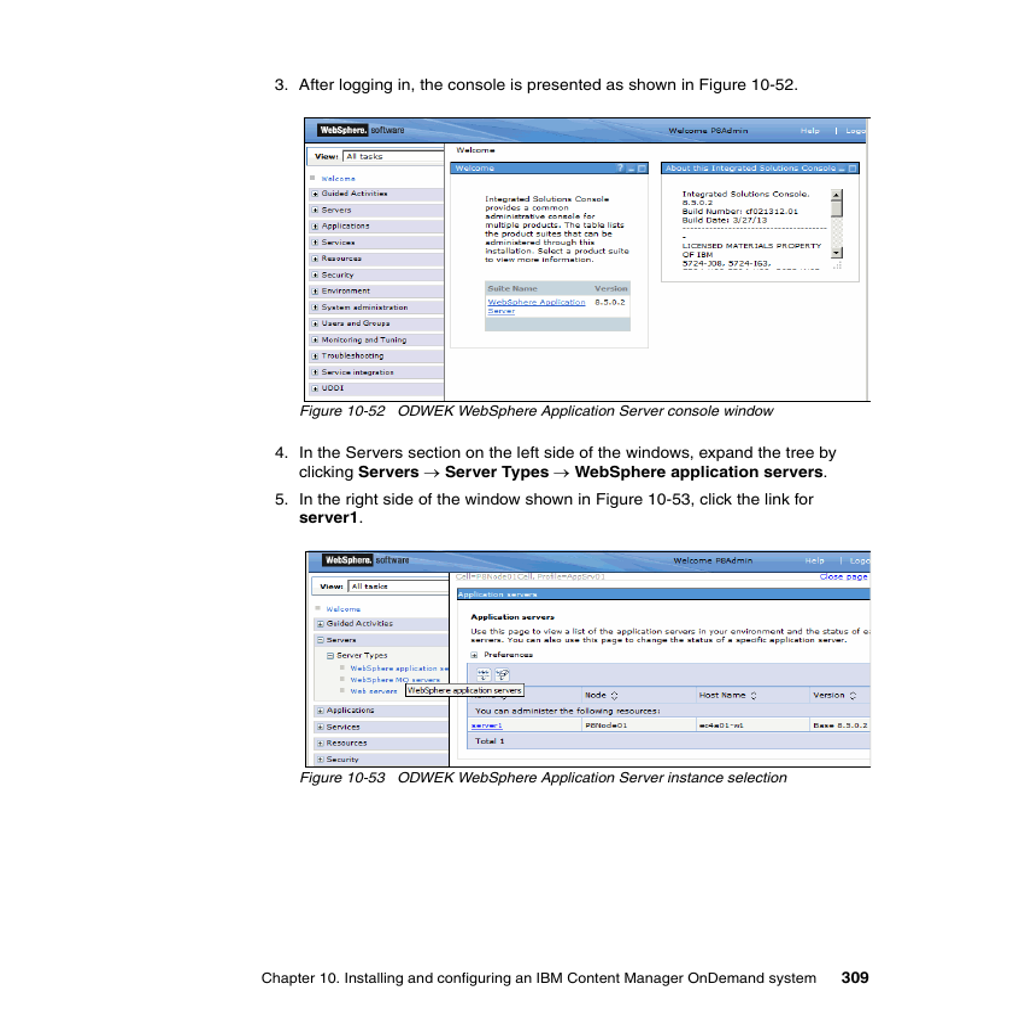 3. After logging in, the console is presented as shown in Figure 10-52.
WebSphere. software
Welcome P8Admin
Help | Logo
View: All tasks
Welcome
Guided Activities
Servers
Applications
Services
Resources
Security
Environment
System administration
Users and Groups
Monitoring and Tuning
Troubleshooting
Service integration
UDDI
Welcome
Welcome
Integrated Solutions Console
provides a common
administrative console for
multiple products. The table lists
the product suites that can be
administered through this
installation. Select a product suite
to view more information.
Suite Name Version
WebSphere Application 8.5.0.2
Server
About this Integrated Solutions Console
Integrated Solutions Console,
8.5.0.2
Build Number: cf021312.01
Build Date: 3/27/13
----------------------------------
-
LICENSED MATERIALS PROPERTY
OF IBM
5724-J08, 5724-I63,
Figure 10-52 ODWEK WebSphere Application Server console window
4. In the Servers section on the left side of the windows, expand the tree by
clicking Servers → Server Types → WebSphere application servers.
5. In the right side of the window shown in Figure 10-53, click the link for
server1.
WebSphere. software
Welcome P8Admin
Help | Logo
View: All tasks
Welcome
Guided Activities
Servers
Server Types
WebSphere application se
WebSphere MQ servers
Web servers
WebSphere application servers
Applications
Services
Resources
Security
Cell=P8Node01Cell, Profile=AppSrv01
Close page
Application servers
Application servers
Use this page to view a list of the application servers in your environment and the status of ea
servers. You can also use this page to change the status of a specific application server.
Preferences
Node Host Name Version
You can administer the following resources:
server1 P8Node01 ec4a01-n1 Base 8.5.0.2
Total 1
Figure 10-53 ODWEK WebSphere Application Server instance selection
Chapter 10. Installing and configuring an IBM Content Manager OnDemand system 309